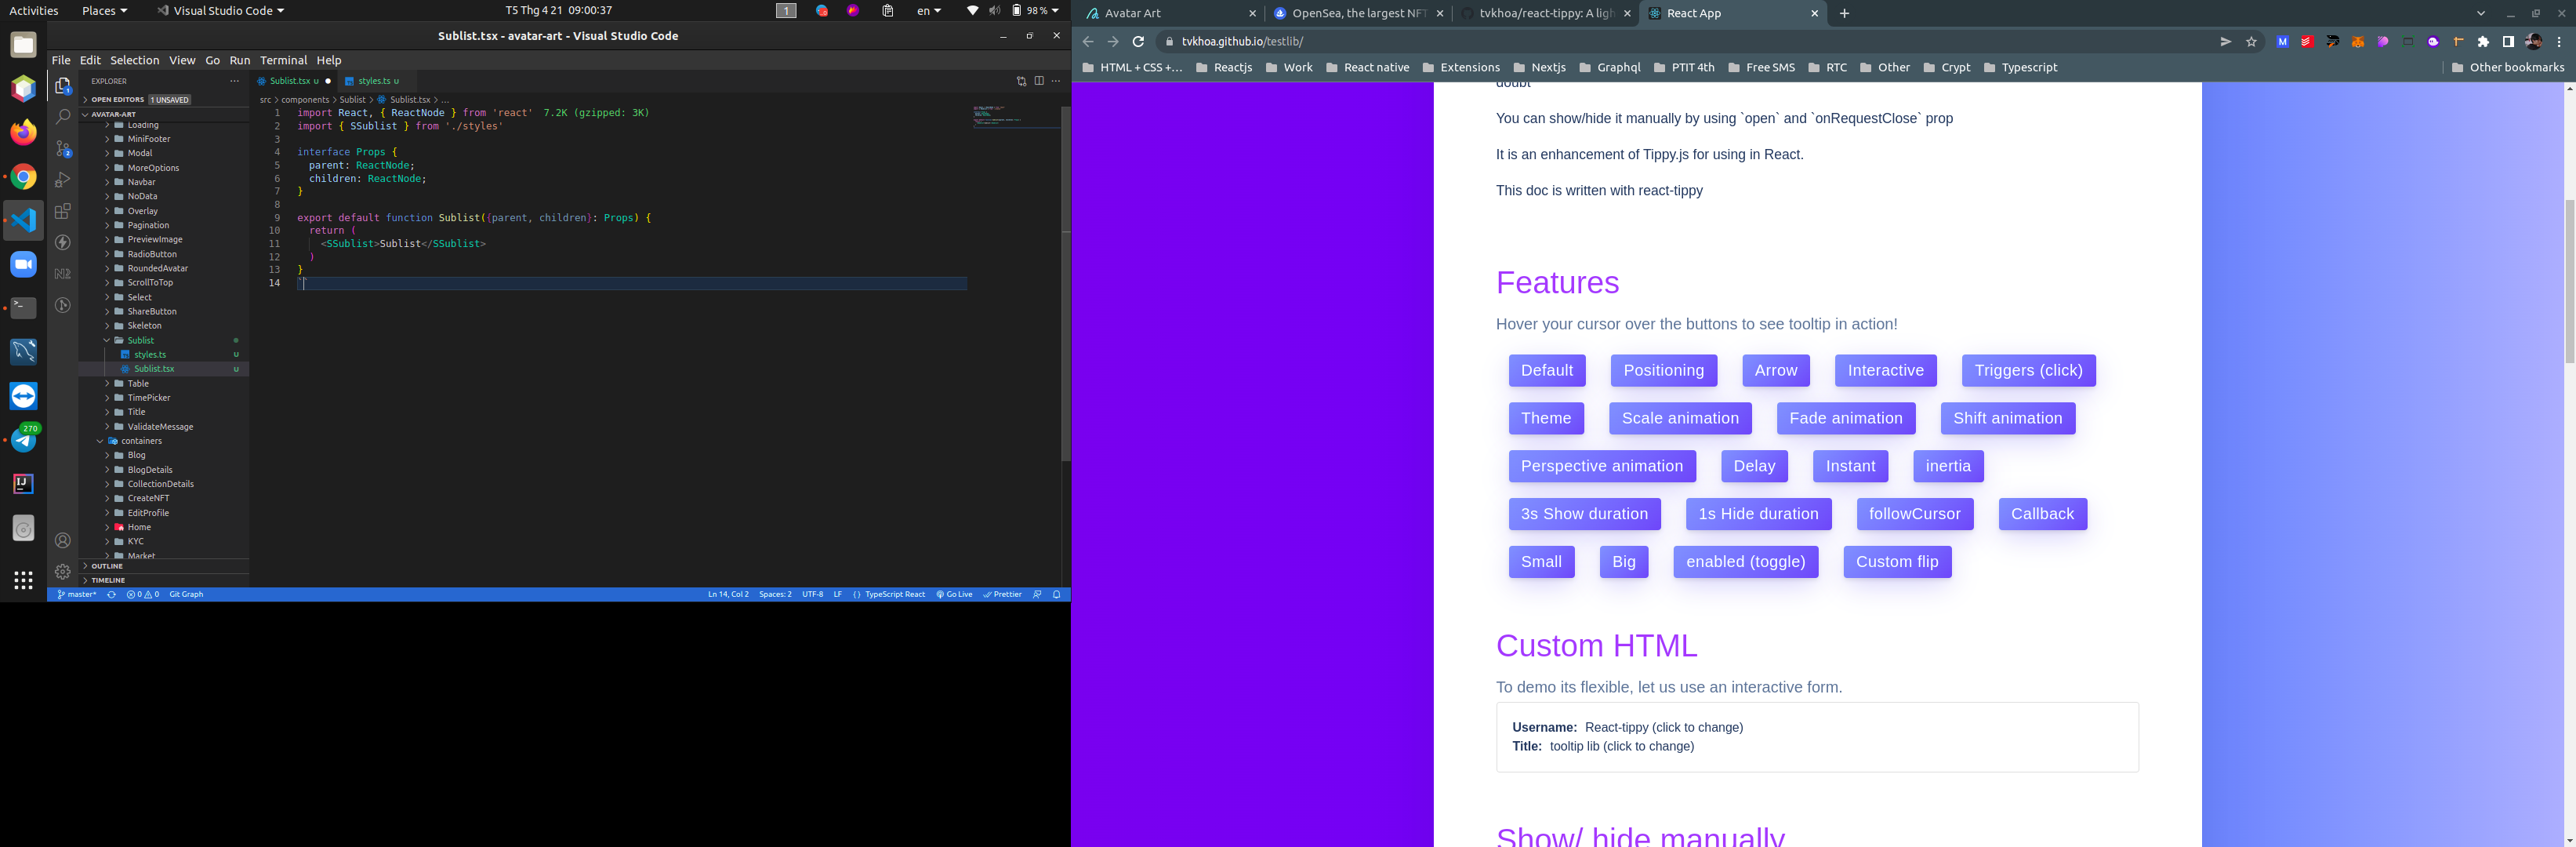 Activities
Places
Visual Studio Code
T5 Thg 4 21 09:00:37
1
en
98 %
Sublist.tsx - avatar-art - Visual Studio Code
File Edit Selection View Go Run Terminal Help
EXPLORER
OPEN EDITORS 1 UNSAVED
AVATAR-ART
Loading
MiniFooter
Modal
MoreOptions
Navbar
NoData
Overlay
Pagination
PreviewImage
RadioButton
RoundedAvatar
ScrollToTop
Select
ShareButton
Skeleton
Sublist
styles.ts U
Sublist.tsx U
Table
TimePicker
Title
ValidateMessage
containers
Blog
BlogDetails
CollectionDetails
CreateNFT
EditProfile
Home
KYC
Market
OUTLINE
TIMELINE
270
Sublist.tsx U
styles.ts U
src > components > Sublist > Sublist.tsx > ...
1 import React, { ReactNode } from 'react' 7.2K (gzipped: 3K)
2 import { SSublist } from './styles'
3
4 interface Props {
5 parent: ReactNode;
6 children: ReactNode;
7 }
8
9 export default function Sublist({parent, children}: Props) {
10 return (
11 <SSublist>Sublist</SSublist>
12 )
13 }
14
master* 0 0 Git Graph
Ln 14, Col 2 Spaces: 2 UTF-8 LF TypeScript React Go Live Prettier
Avatar Art
OpenSea, the largest NFT
tvkhoa/react-tippy: A ligh
React App
tvkhoa.github.io/testlib/
HTML + CSS +... Reactjs Work React native Extensions Nextjs Graphql PTIT 4th Free SMS RTC Other Crypt Typescript Other bookmarks
doubt
You can show/hide it manually by using `open` and `onRequestClose` prop
It is an enhancement of Tippy.js for using in React.
This doc is written with react-tippy
Features
Hover your cursor over the buttons to see tooltip in action!
Default Positioning Arrow Interactive Triggers (click)
Theme Scale animation Fade animation Shift animation
Perspective animation Delay Instant inertia
3s Show duration 1s Hide duration followCursor Callback
Small Big enabled (toggle) Custom flip
Custom HTML
To demo its flexible, let us use an interactive form.
Username: React-tippy (click to change)
Title: tooltip lib (click to change)
Show/ hide manually